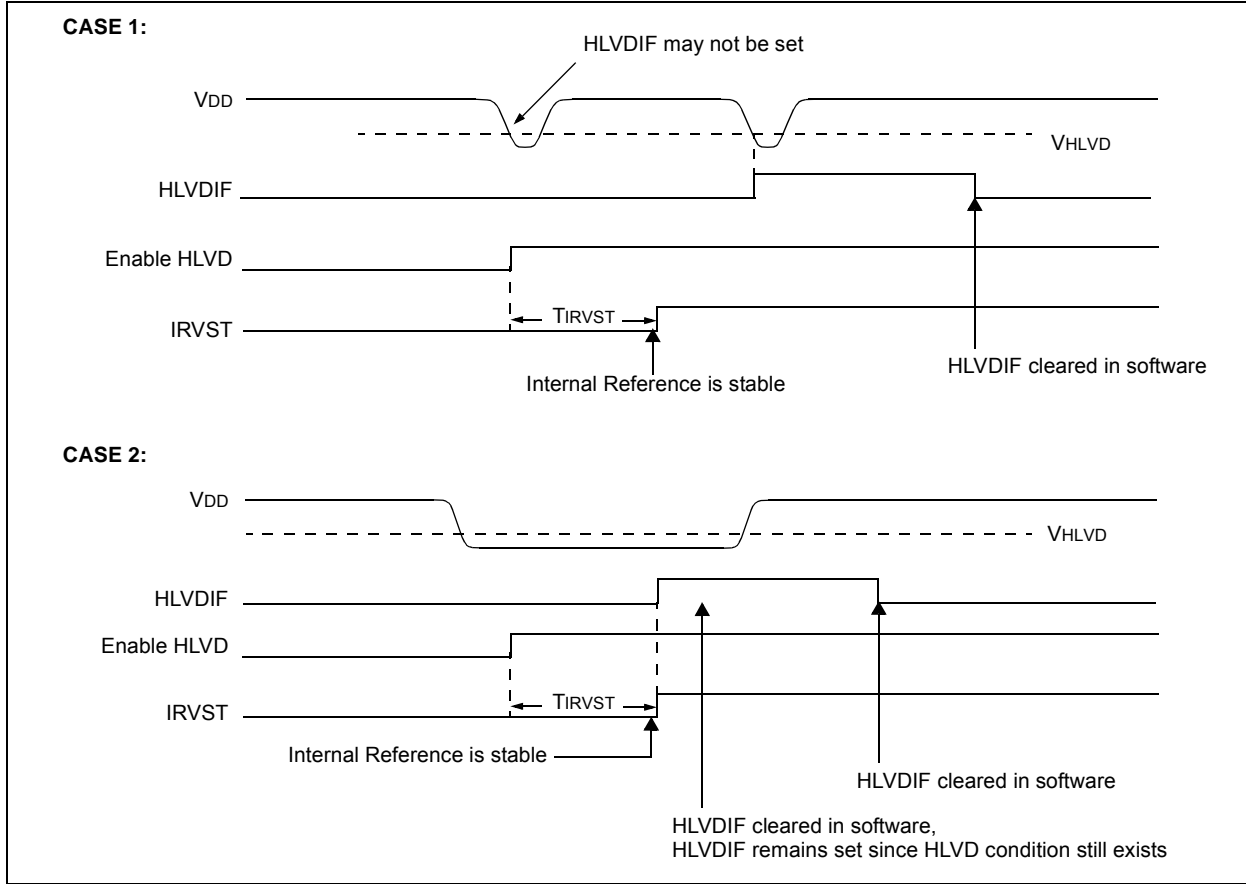 CASE 1:
HLVDIF may not be set
VDD
VHLVD
HLVDIF
Enable HLVD
TIRVST
IRVST
Internal Reference is stable
HLVDIF cleared in software
CASE 2:
VDD
VHLVD
HLVDIF
Enable HLVD
TIRVST
IRVST
Internal Reference is stable
HLVDIF cleared in software
HLVDIF cleared in software,
HLVDIF remains set since HLVD condition still exists